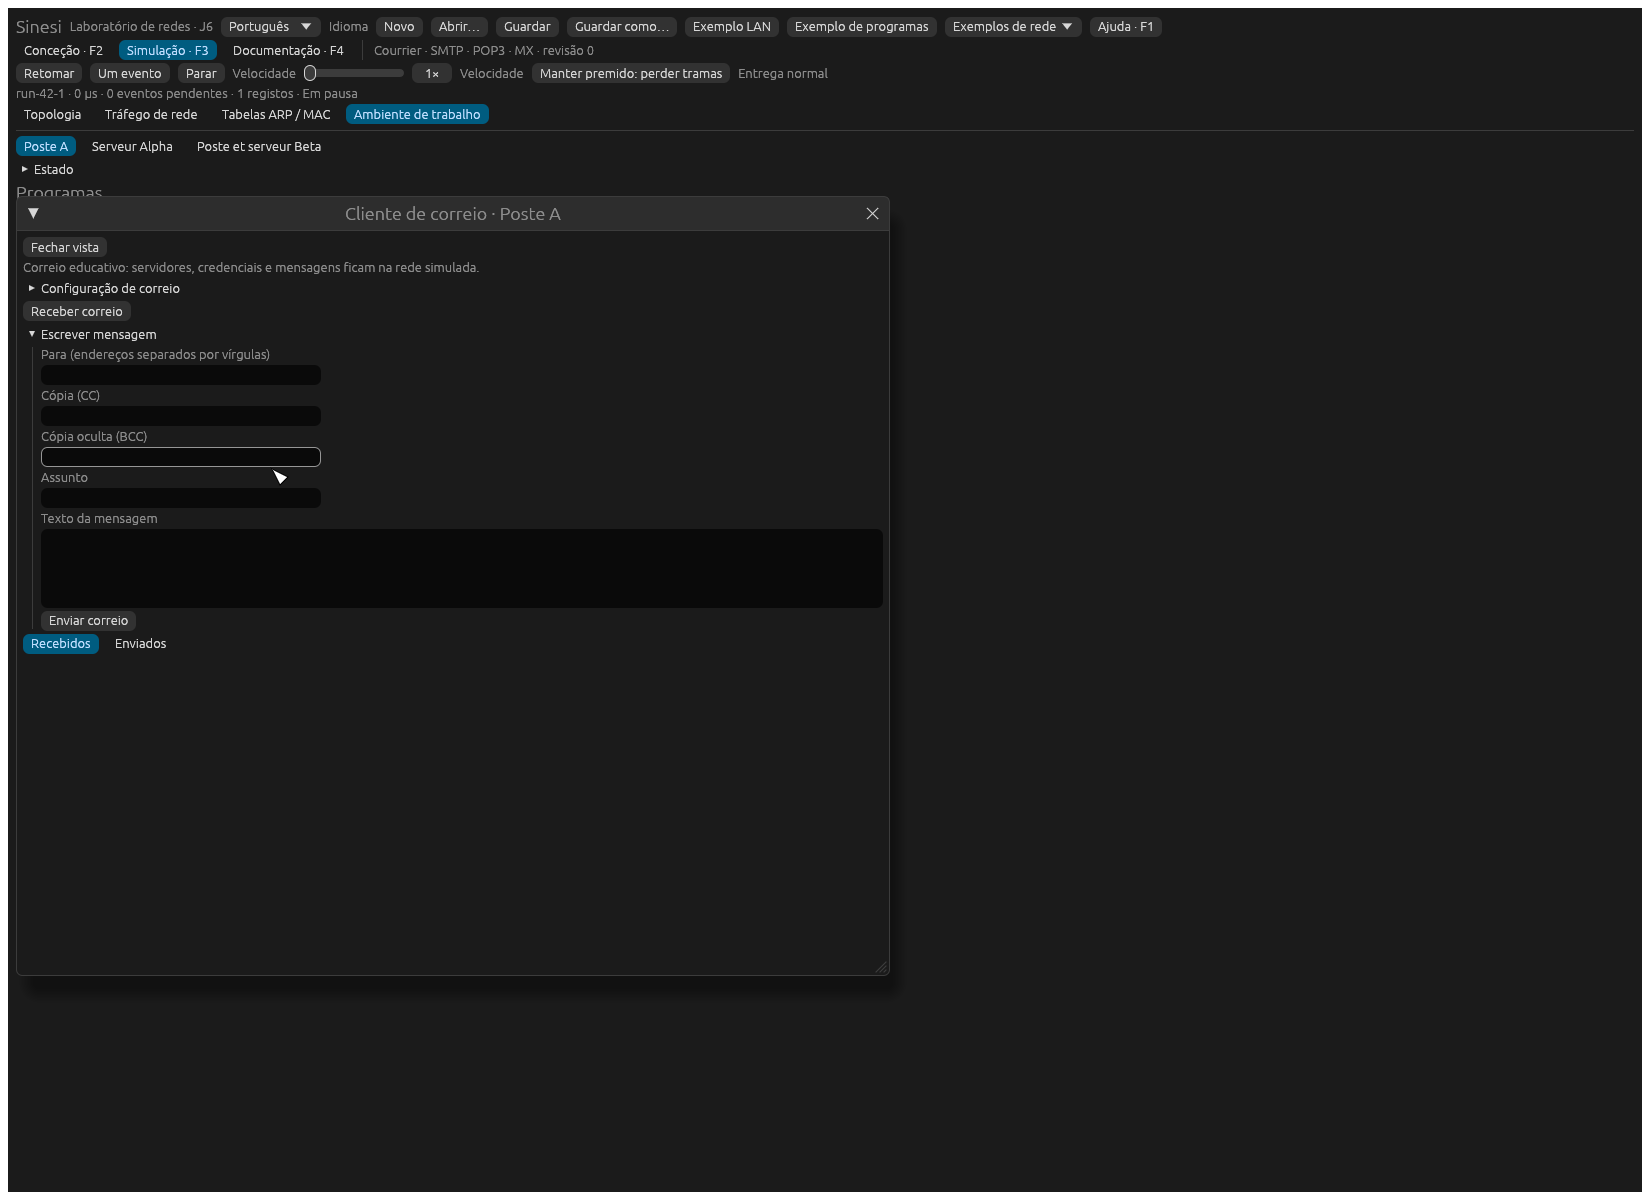 Sinesi Laboratório de redes · J6 Português Idioma Novo Abrir… Guardar Guardar como… Exemplo LAN Exemplo de programas Exemplos de rede Ajuda · F1
Conceção · F2 Simulação · F3 Documentação · F4 Courrier · SMTP · POP3 · MX · revisão 0
Retomar Um evento Parar Velocidade 1× Velocidade Manter premido: perder tramas Entrega normal
run-42-1 · 0 µs · 0 eventos pendentes · 1 registos · Em pausa
Topologia Tráfego de rede Tabelas ARP / MAC Ambiente de trabalho
Poste A Serveur Alpha Poste et serveur Beta
Estado
Programas
Cliente de correio · Poste A
Fechar vista
Correio educativo: servidores, credenciais e mensagens ficam na rede simulada.
Configuração de correio
Receber correio
Escrever mensagem
Para (endereços separados por vírgulas)
Cópia (CC)
Cópia oculta (BCC)
Assunto
Texto da mensagem
Enviar correio
Recebidos Enviados